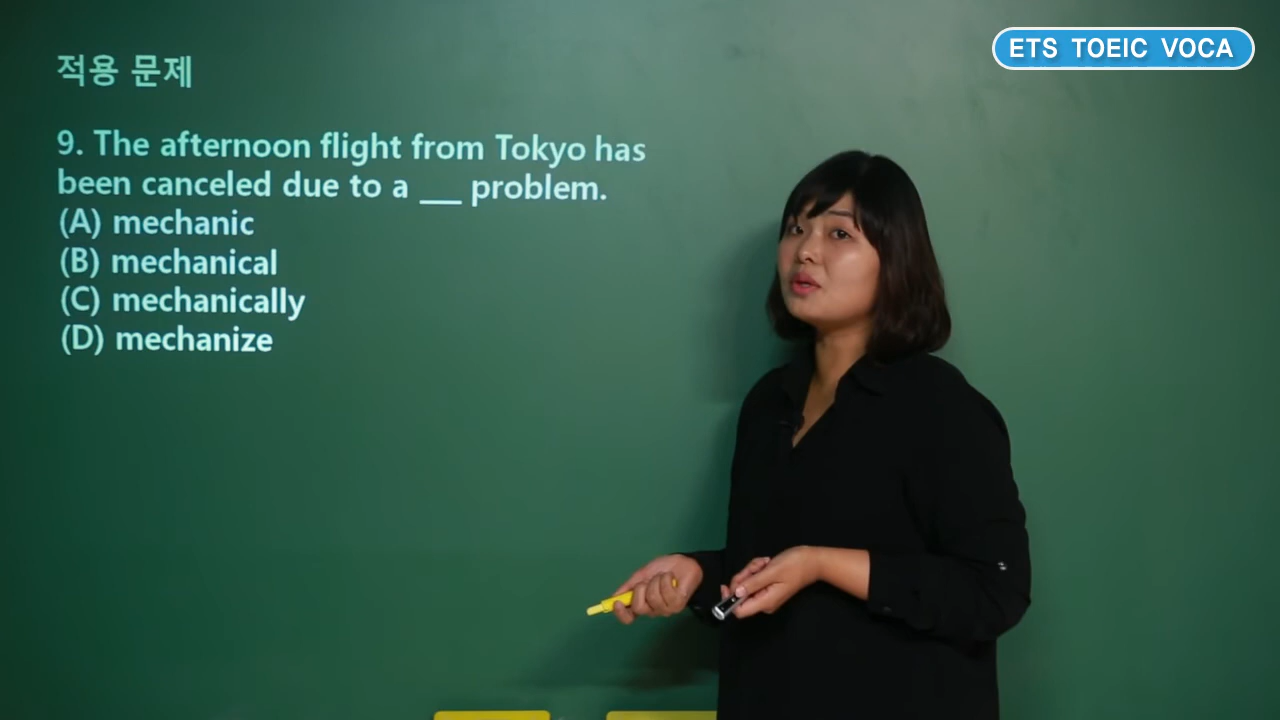 ETS TOEIC VOCA
적용 문제
9. The afternoon flight from Tokyo has
been canceled due to a ___ problem.
(A) mechanic
(B) mechanical
(C) mechanically
(D) mechanize